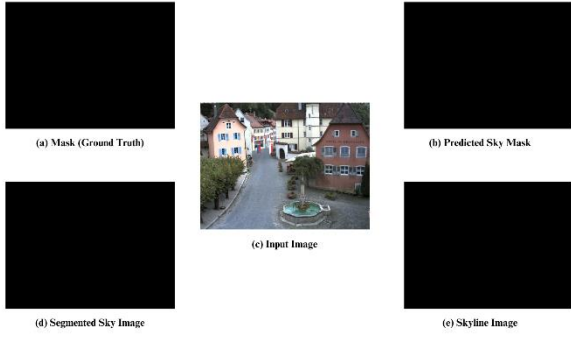 (a) Mask (Ground Truth)
(b) Predicted Sky Mask
(c) Input Image
(d) Segmented Sky Image
(e) Skyline Image